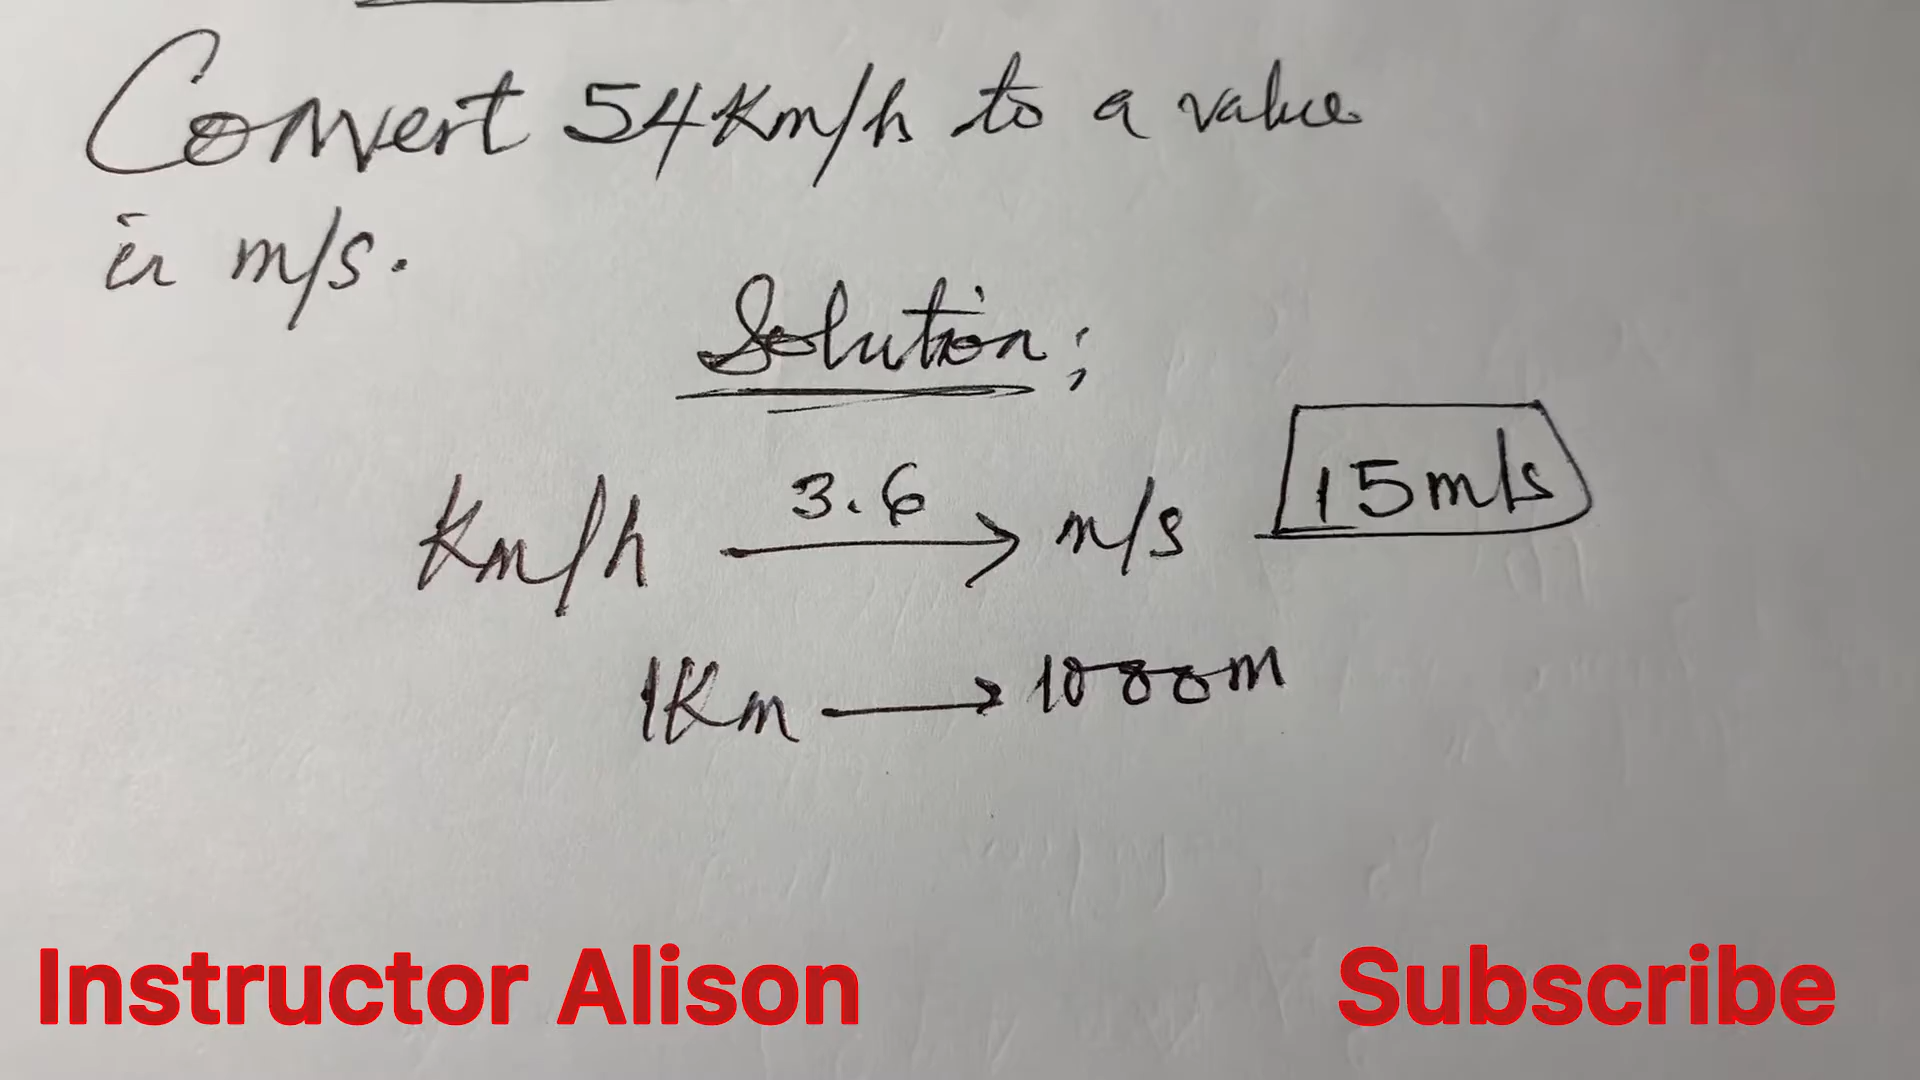 Convert 54Km/h to a value
in m/s.
Solution;
Km/h 3.6 → m/s 15m/s
1Km → 1000m
Instructor Alison
Subscribe